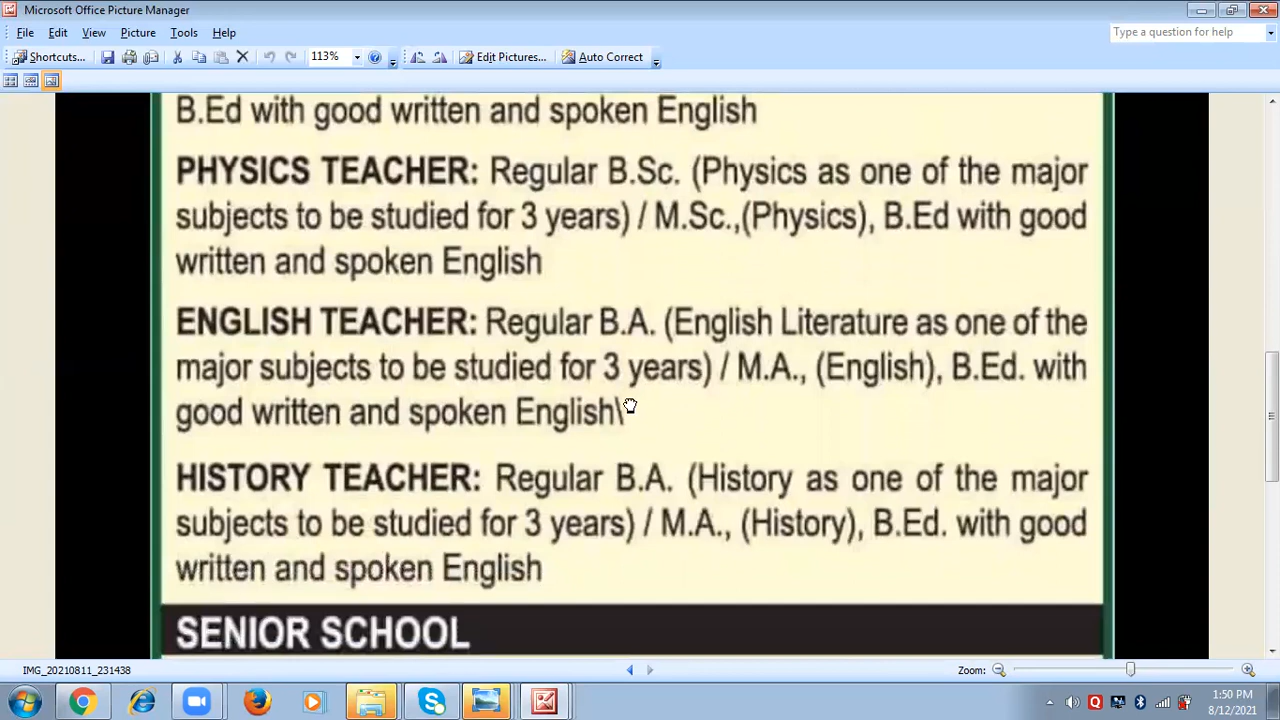 Microsoft Office Picture Manager
File Edit View Picture Tools Help
Type a question for help
Shortcuts... 113% Edit Pictures... Auto Correct
B.Ed with good written and spoken English
PHYSICS TEACHER: Regular B.Sc. (Physics as one of the major
subjects to be studied for 3 years) / M.Sc.,(Physics), B.Ed with good
written and spoken English
ENGLISH TEACHER: Regular B.A. (English Literature as one of the
major subjects to be studied for 3 years) / M.A., (English), B.Ed. with
good written and spoken English\
HISTORY TEACHER: Regular B.A. (History as one of the major
subjects to be studied for 3 years) / M.A., (History), B.Ed. with good
written and spoken English
SENIOR SCHOOL
IMG_20210811_231438
Zoom:
1:50 PM
8/12/2021